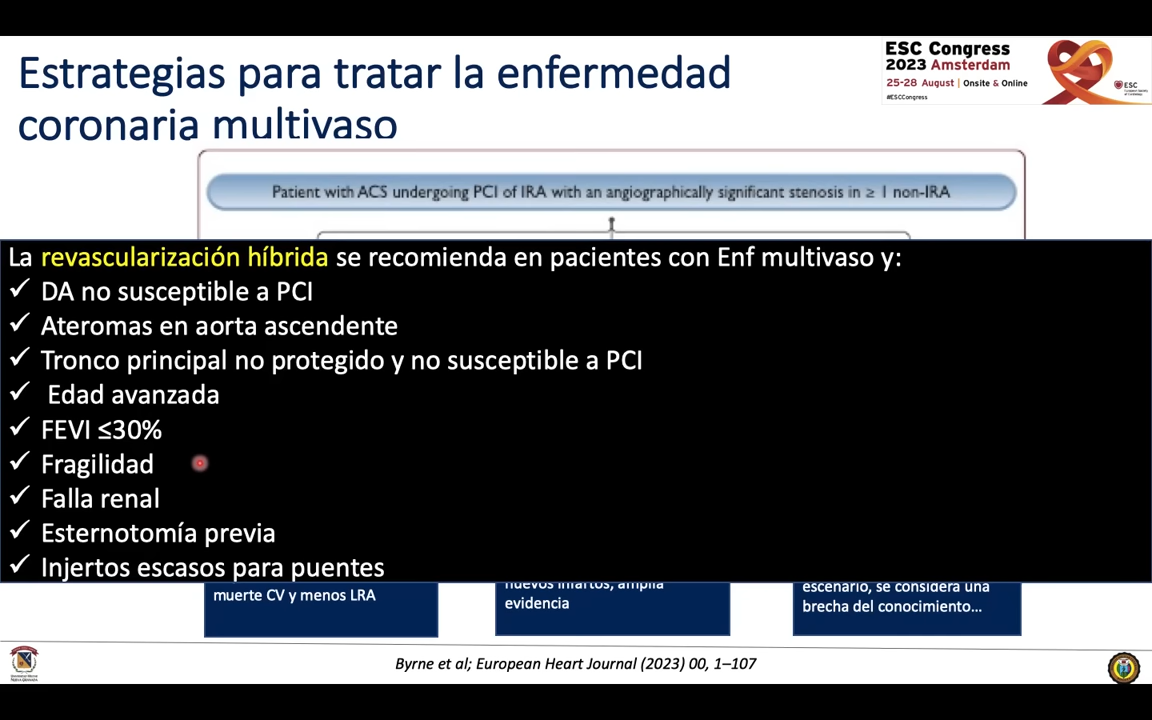 Estrategias para tratar la enfermedad
coronaria multivaso
ESC Congress
2023 Amsterdam
25-28 August | Onsite & Online
#ESCCongress
ESC
Patient with ACS undergoing PCI of IRA with an angiographically significant stenosis in ≥ 1 non-IRA
La revascularización híbrida se recomienda en pacientes con Enf multivaso y:
✓ DA no susceptible a PCI
✓ Ateromas en aorta ascendente
✓ Tronco principal no protegido y no susceptible a PCI
✓ Edad avanzada
✓ FEVI ≤30%
✓ Fragilidad
✓ Falla renal
✓ Esternotomía previa
✓ Injertos escasos para puentes
muerte CV y menos LRA
nuevos infartos, amplia
evidencia
escenario, se considera una
brecha del conocimiento…
Byrne et al; European Heart Journal (2023) 00, 1–107